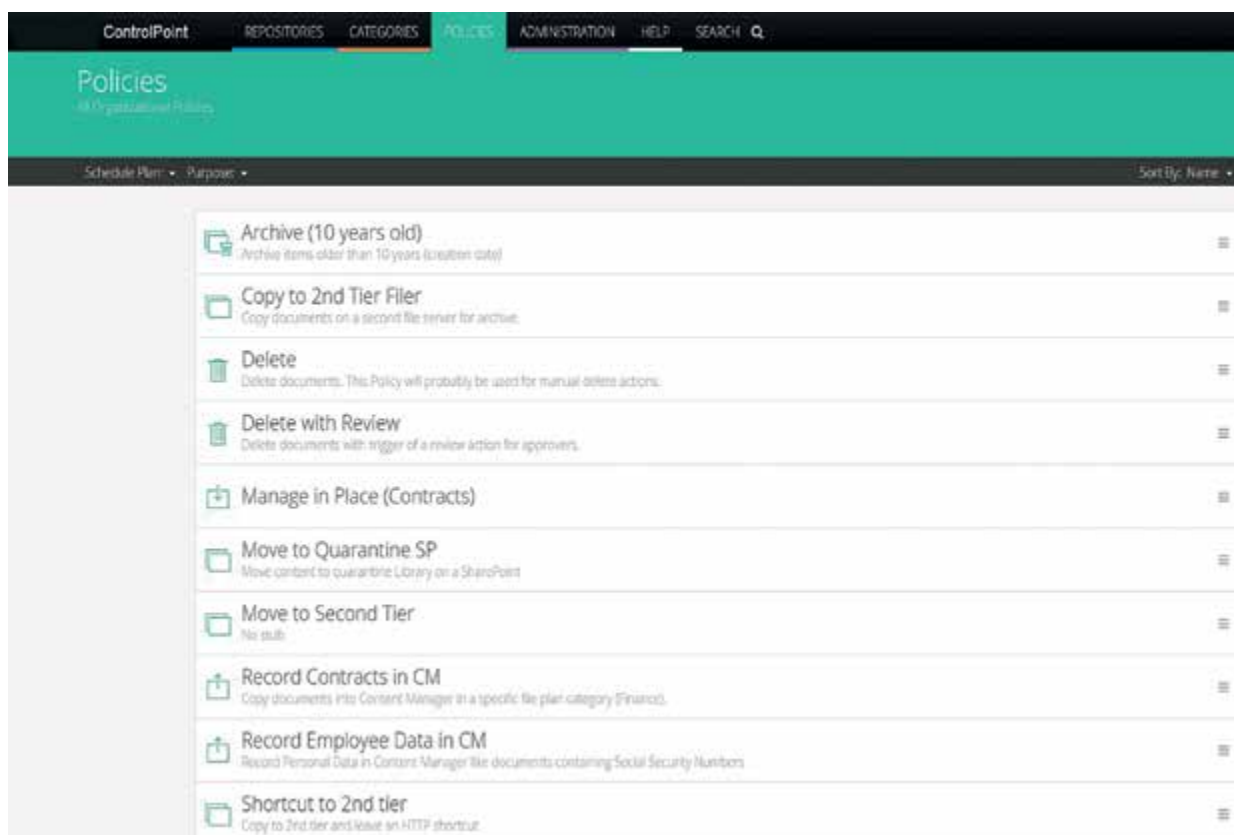 ControlPoint REPOSITORIES CATEGORIES POLICIES ADMINISTRATION HELP SEARCH
Policies
All Organizational Policies
Schedule Plan: Purpose: Sort By: Name
Archive (10 years old)
Archive items older than 10 years (creation date)
Copy to 2nd Tier Filer
Copy documents on a second file server for archive.
Delete
Delete documents. This Policy will probably be used for manual delete actions.
Delete with Review
Delete documents with trigger of a review action for approvers.
Manage in Place (Contracts)
Move to Quarantine SP
Move content to quarantine Library on a SharePoint
Move to Second Tier
No stub
Record Contracts in CM
Copy documents into Content Manager in a specific file plan category (Finance).
Record Employee Data in CM
Record Personal Data in Content Manager like documents containing Social Security Numbers
Shortcut to 2nd tier
Copy to 2nd tier and leave an HTTP shortcut